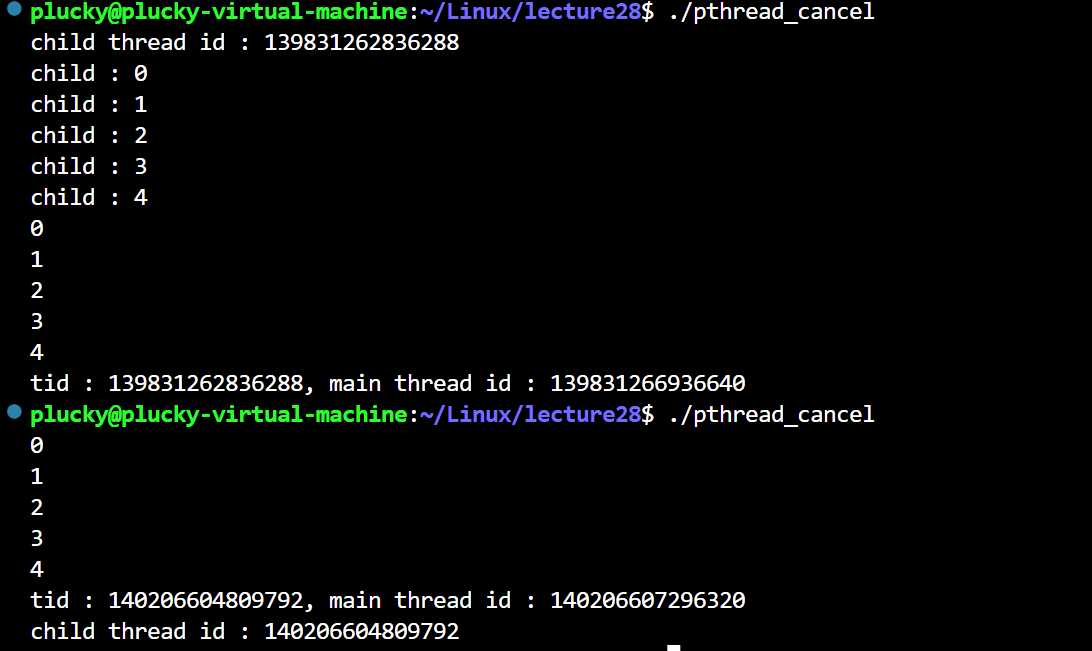 plucky@plucky-virtual-machine:~/Linux/lecture28$ ./pthread_cancel
child thread id : 139831262836288
child : 0
child : 1
child : 2
child : 3
child : 4
0
1
2
3
4
tid : 139831262836288, main thread id : 139831266936640
plucky@plucky-virtual-machine:~/Linux/lecture28$ ./pthread_cancel
0
1
2
3
4
tid : 140206604809792, main thread id : 140206607296320
child thread id : 140206604809792